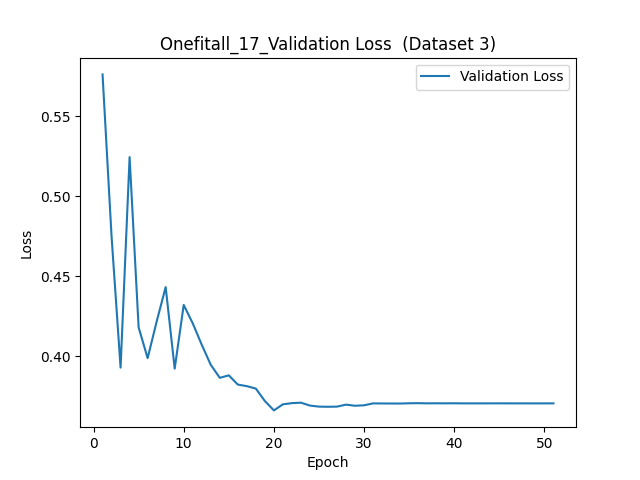 Onefitall_17_Validation Loss  (Dataset 3)
Validation Loss
0.55
0.50
0.45
0.40
Loss
0 10 20 30 40 50
Epoch